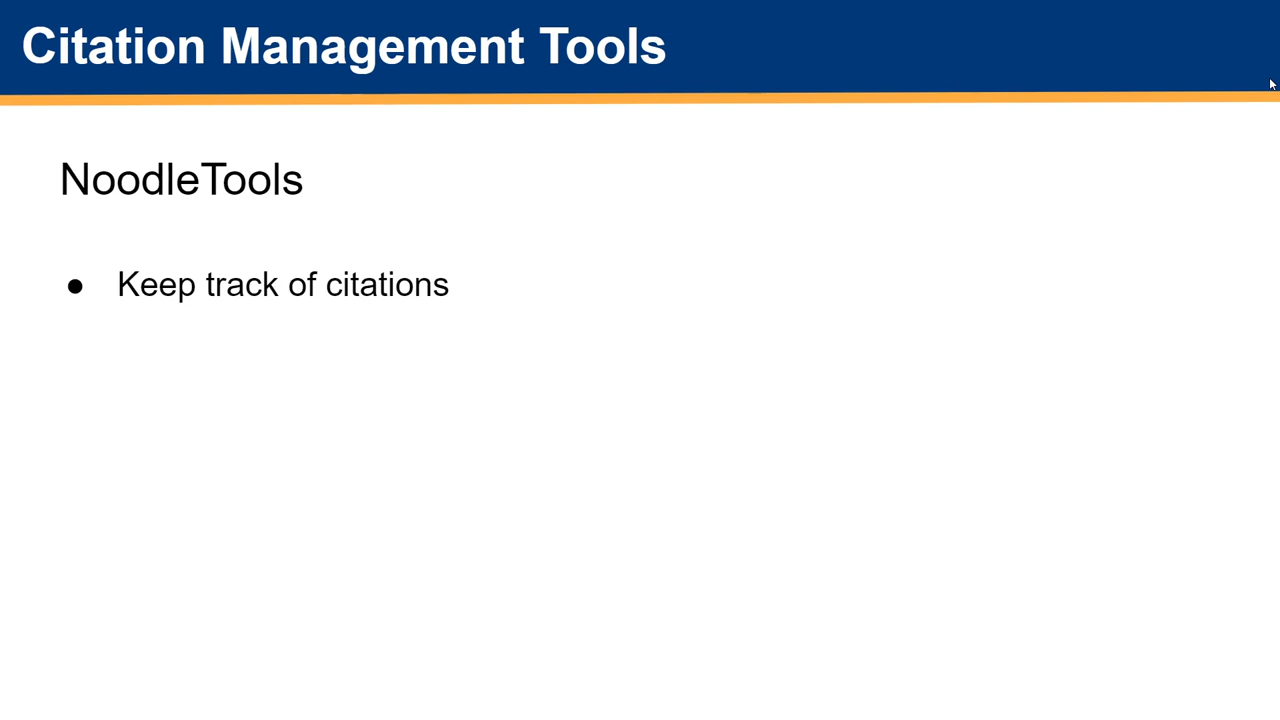 Citation Management Tools
NoodleTools
● Keep track of citations